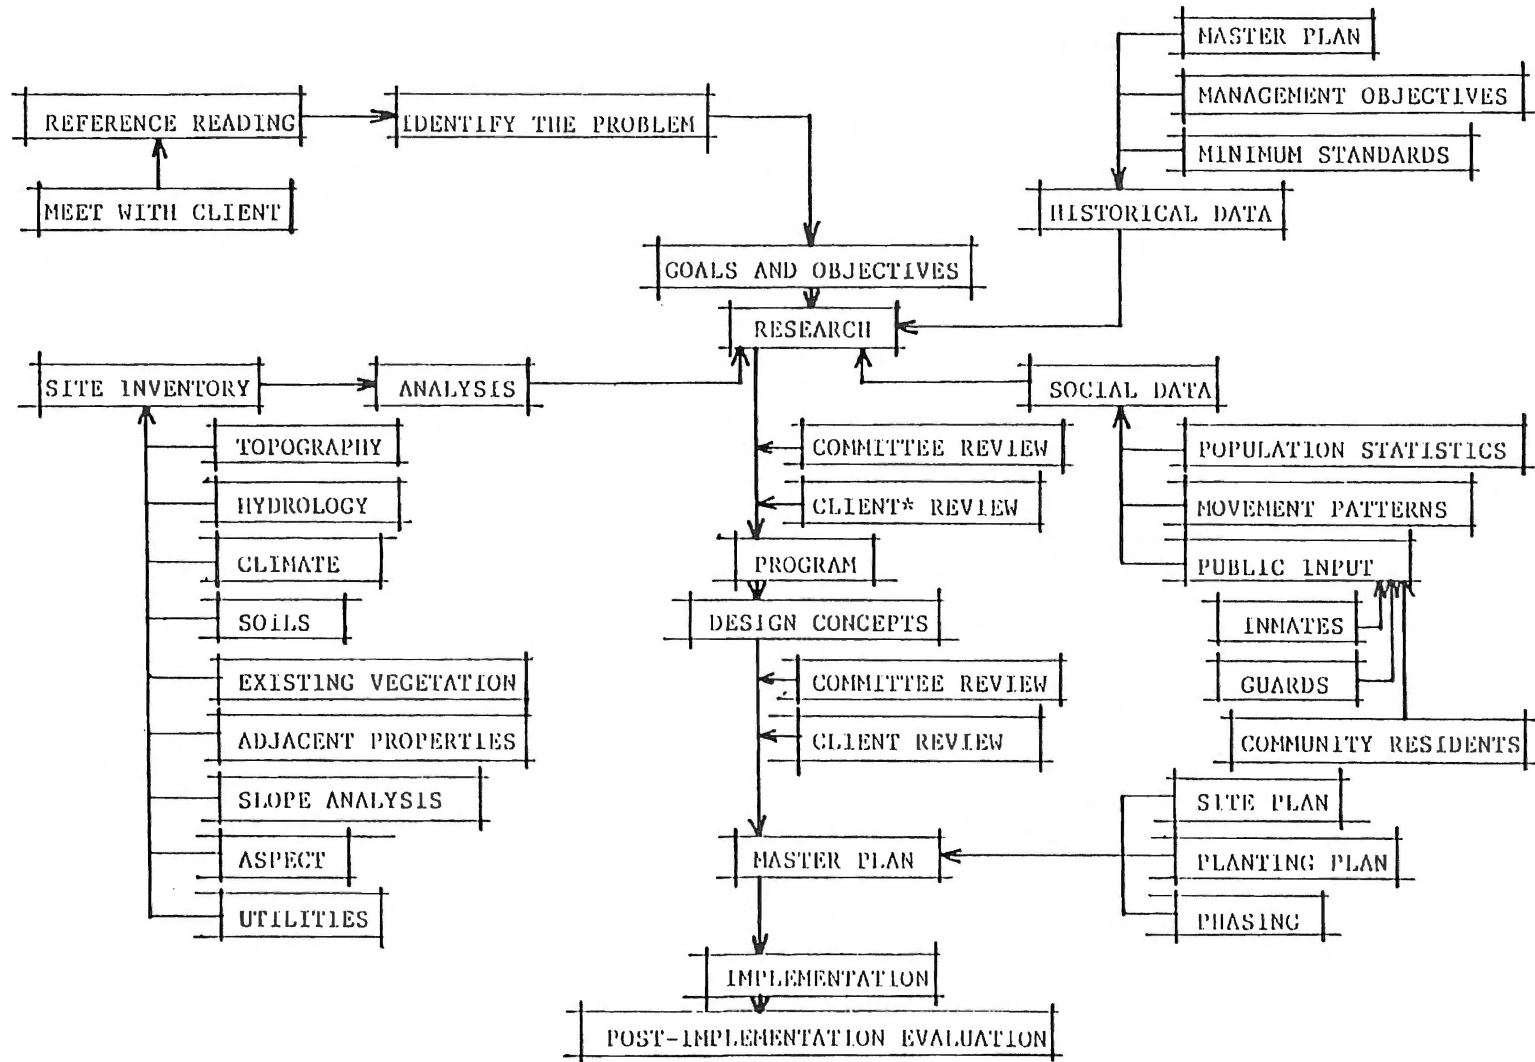 MASTER PLAN
MANAGEMENT OBJECTIVES
MINIMUM STANDARDS
REFERENCE READING
IDENTIFY THE PROBLEM
MEET WITH CLIENT
HISTORICAL DATA
GOALS AND OBJECTIVES
RESEARCH
SITE INVENTORY
ANALYSIS
SOCIAL DATA
TOPOGRAPHY
HYDROLOGY
CLIMATE
SOILS
EXISTING VEGETATION
ADJACENT PROPERTIES
SLOPE ANALYSIS
ASPECT
UTILITIES
COMMITTEE REVIEW
CLIENT* REVIEW
PROGRAM
DESIGN CONCEPTS
COMMITTEE REVIEW
CLIENT REVIEW
POPULATION STATISTICS
MOVEMENT PATTERNS
PUBLIC INPUT
INMATES
GUARDS
COMMUNITY RESIDENTS
MASTER PLAN
SITE PLAN
PLANTING PLAN
PHASING
IMPLEMENTATION
POST-IMPLEMENTATION EVALUATION